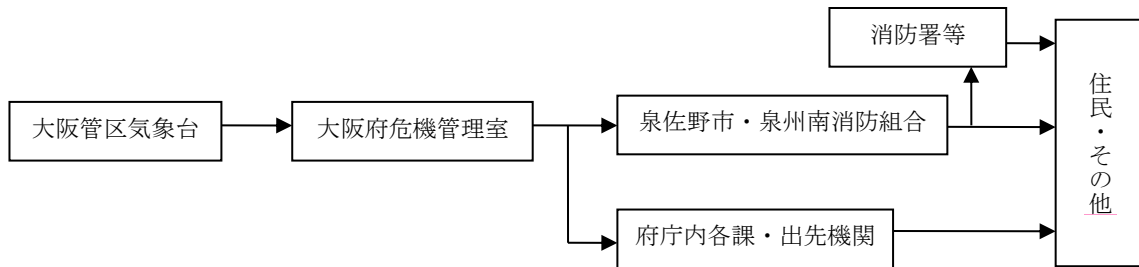 消防署等
大阪管区気象台
大阪府危機管理室
泉佐野市・泉州南消防組合
府庁内各課・出先機関
住民・その他